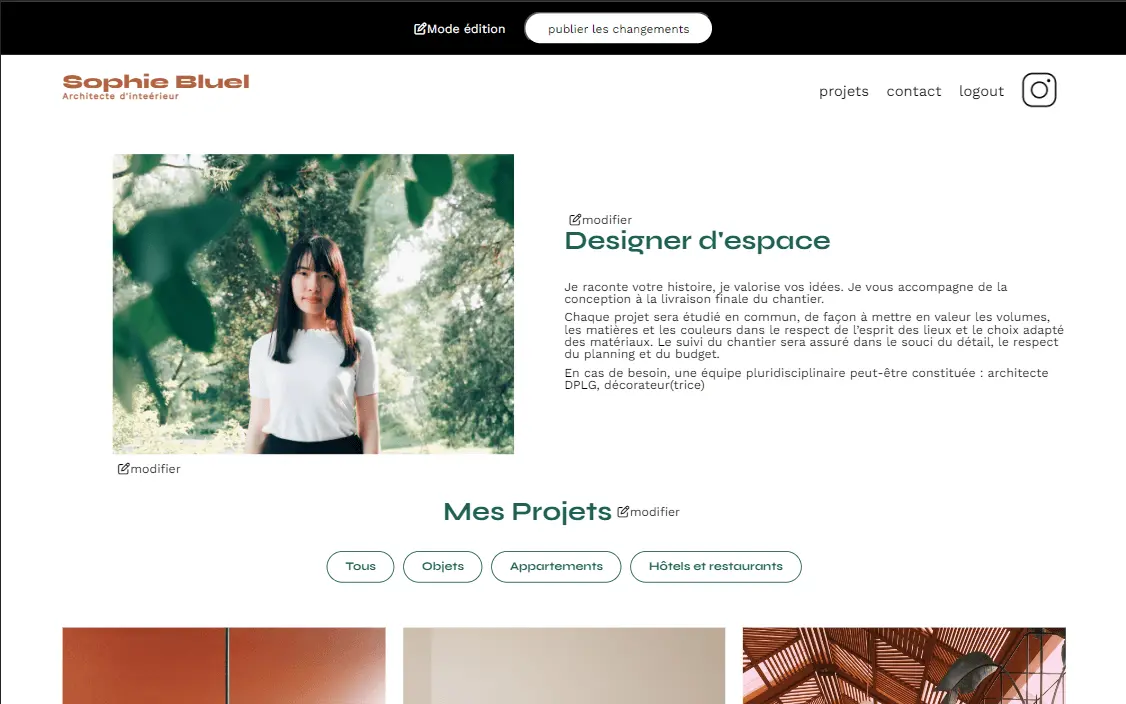 Mode édition
publier les changements
Sophie Bluel
Architecte d'inteérieur
projets
contact
logout
modifier
Designer d'espace
Je raconte votre histoire, je valorise vos idées. Je vous accompagne de la
conception à la livraison finale du chantier.
Chaque projet sera étudié en commun, de façon à mettre en valeur les volumes,
les matières et les couleurs dans le respect de l'esprit des lieux et le choix adapté
des matériaux. Le suivi du chantier sera assuré dans le souci du détail, le respect
du planning et du budget.
En cas de besoin, une équipe pluridisciplinaire peut-être constituée : architecte
DPLG, décorateur(trice)
modifier
Mes Projets
modifier
Tous
Objets
Appartements
Hôtels et restaurants